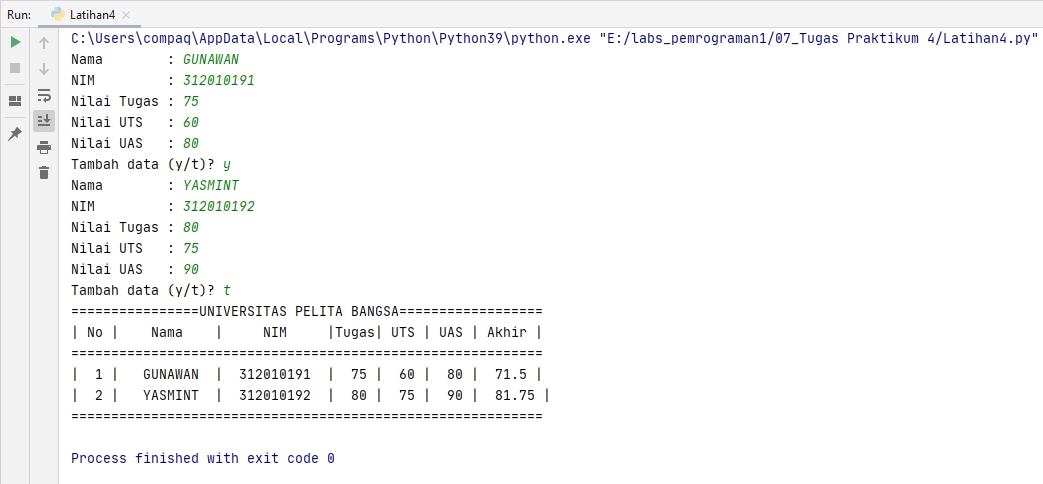 Run: Latihan4
C:\Users\compaq\AppData\Local\Programs\Python\Python39\python.exe "E:/labs_pemrograman1/07_Tugas Praktikum 4/Latihan4.py"
Nama        : GUNAWAN
NIM         : 312010191
Nilai Tugas : 75
Nilai UTS   : 60
Nilai UAS   : 80
Tambah data (y/t)? y
Nama        : YASMINT
NIM         : 312010192
Nilai Tugas : 80
Nilai UTS   : 75
Nilai UAS   : 90
Tambah data (y/t)? t
================UNIVERSITAS PELITA BANGSA==================
| No |    Nama    |     NIM     |Tugas| UTS | UAS | Akhir |
===========================================================
|  1 |   GUNAWAN  |  312010191  |  75 |  60 |  80 |  71.5 |
|  2 |   YASMINT  |  312010192  |  80 |  75 |  90 |  81.75 |
===========================================================
Process finished with exit code 0